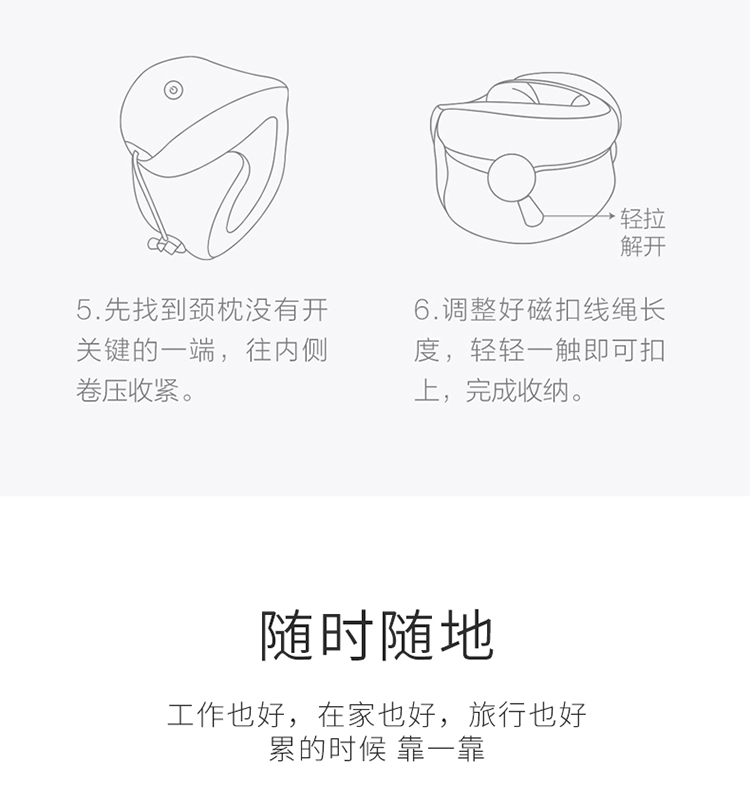 轻拉
解开
5.先找到颈枕没有开
关键的一端，往内侧
卷压收紧。
6.调整好磁扣线绳长
度，轻轻一触即可扣
上，完成收纳。
随时随地
工作也好，在家也好，旅行也好
累的时候 靠一靠